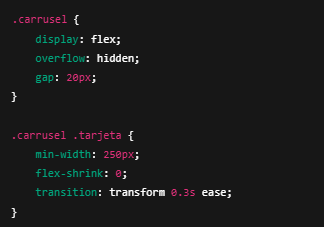 .carrusel {
    display: flex;
    overflow: hidden;
    gap: 20px;
}

.carrusel .tarjeta {
    min-width: 250px;
    flex-shrink: 0;
    transition: transform 0.3s ease;
}